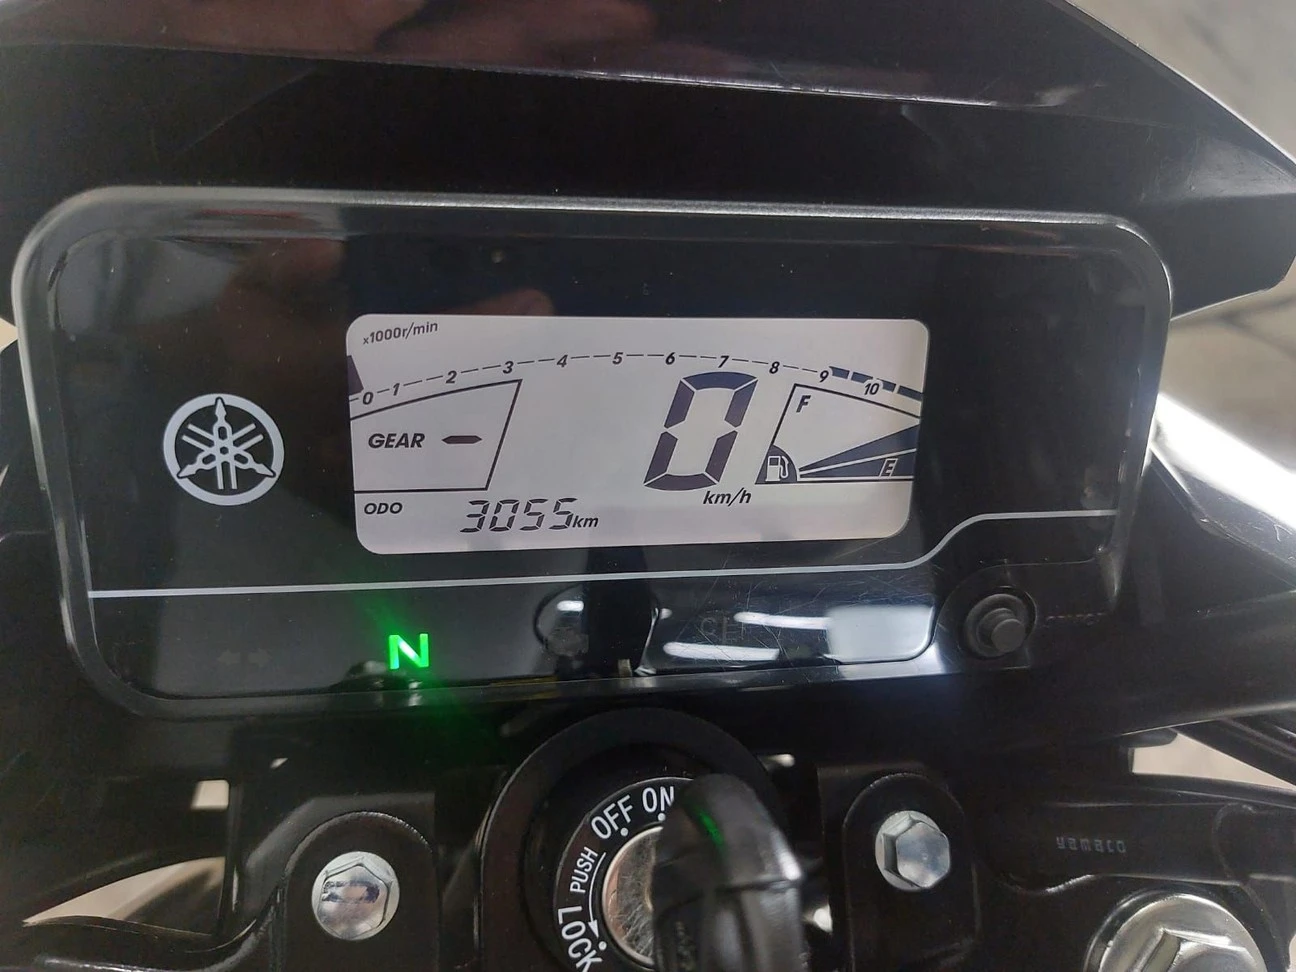 x1000r/min
0 1 2 3 4 5 6 7 8 9 10
GEAR -
0
F
E
km/h
ODO
3055km
N
OFF ON
PUSH
LOCK